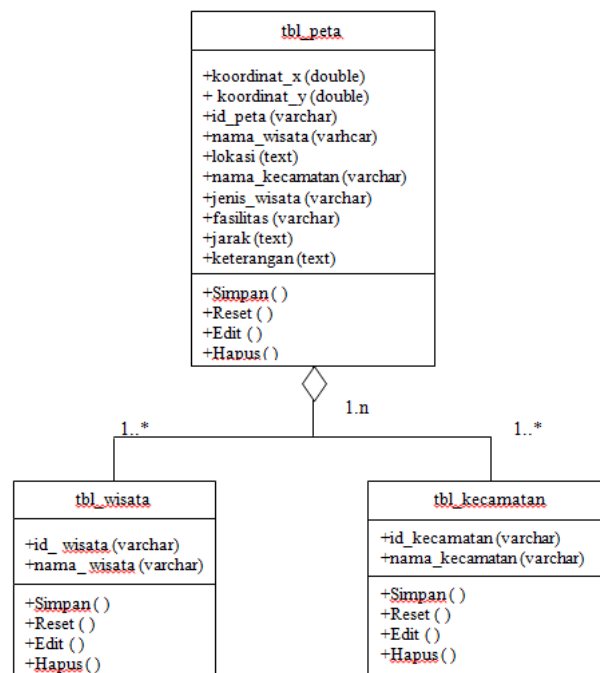 tbl_peta
+koordinat_x (double)
+ koordinat_y (double)
+id_peta (varchar)
+nama_wisata (varhcar)
+lokasi (text)
+nama_kecamatan (varchar)
+jenis_wisata (varchar)
+fasilitas (varchar)
+jarak (text)
+keterangan (text)
+Simpan ( )
+Reset ( )
+Edit ( )
+Hapus ( )
1.n
1..*
1..*
tbl_wisata
+id_ wisata (varchar)
+nama_ wisata (varchar)
+Simpan ( )
+Reset ( )
+Edit ( )
+Hapus ( )
tbl_kecamatan
+id_kecamatan (varchar)
+nama_kecamatan (varchar)
+Simpan ( )
+Reset ( )
+Edit ( )
+Hapus ( )